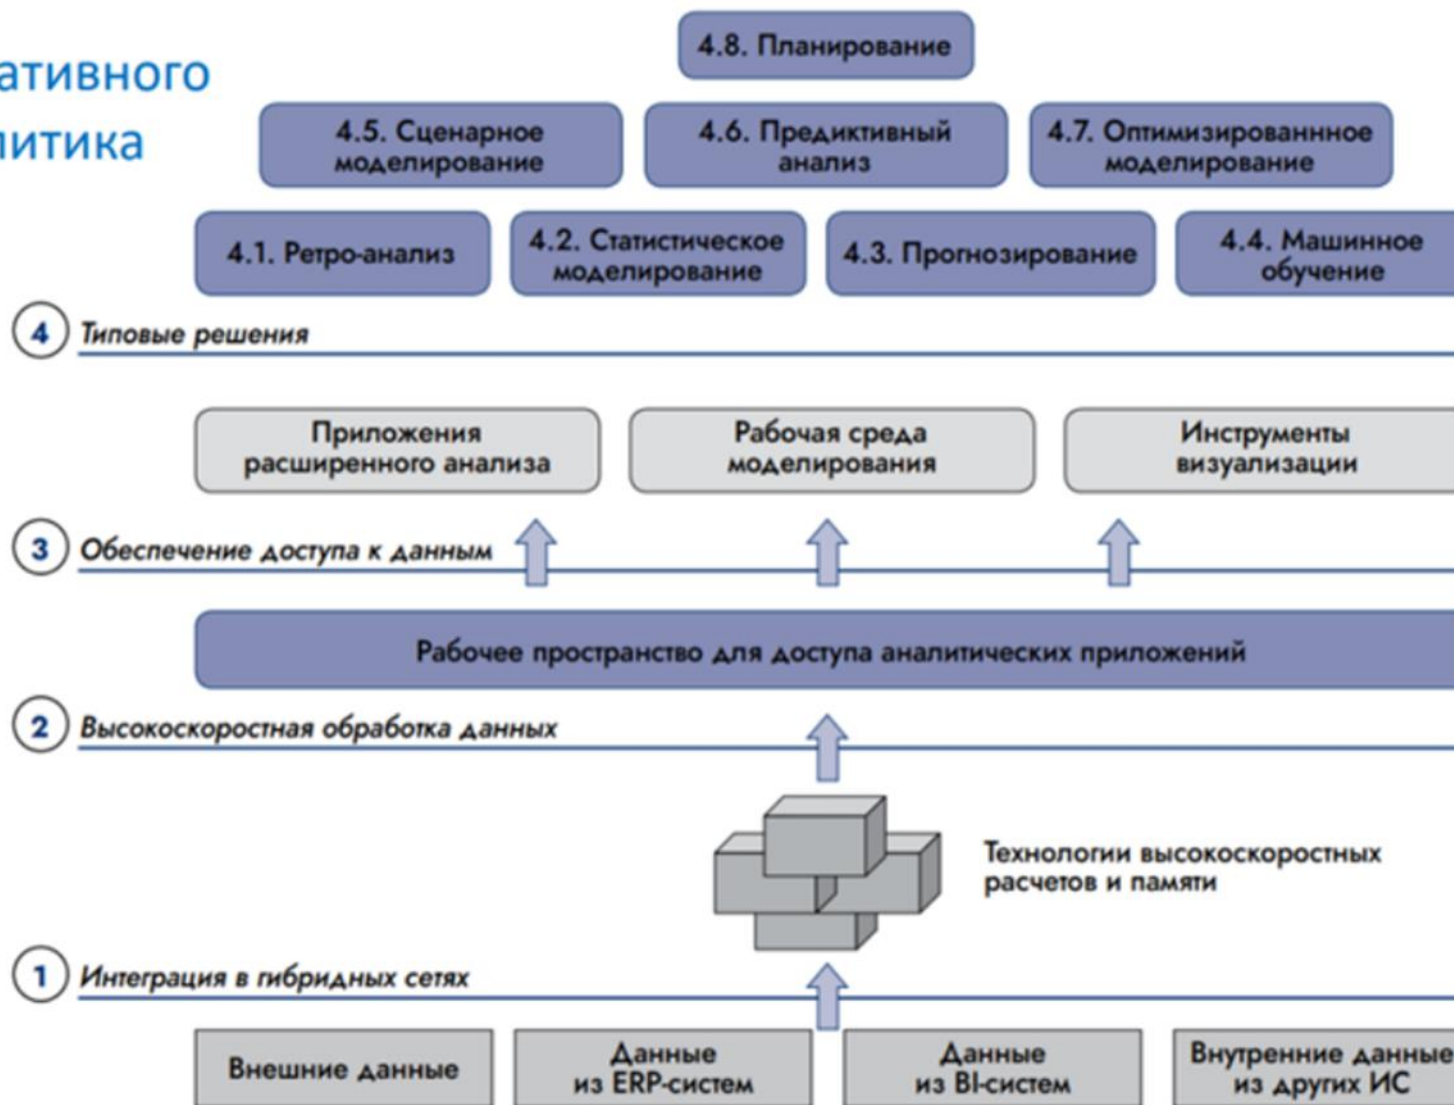 4.8. Планирование
ативного
литика
4.5. Сценарное
моделирование
4.6. Предиктивный
анализ
4.7. Оптимизированнное
моделирование
4.1. Ретро-анализ
4.2. Статистическое
моделирование
4.3. Прогнозирование
4.4. Машинное
обучение
4 Типовые решения
Приложения
расширенного анализа
Рабочая среда
моделирования
Инструменты
визуализации
3 Обеспечение доступа к данным
Рабочее пространство для доступа аналитических приложений
2 Высокоскоростная обработка данных
Технологии высокоскоростных
расчетов и памяти
1 Интеграция в гибридных сетях
Внешние данные
Данные
из ERP-систем
Данные
из BI-систем
Внутренние данные
из других ИС